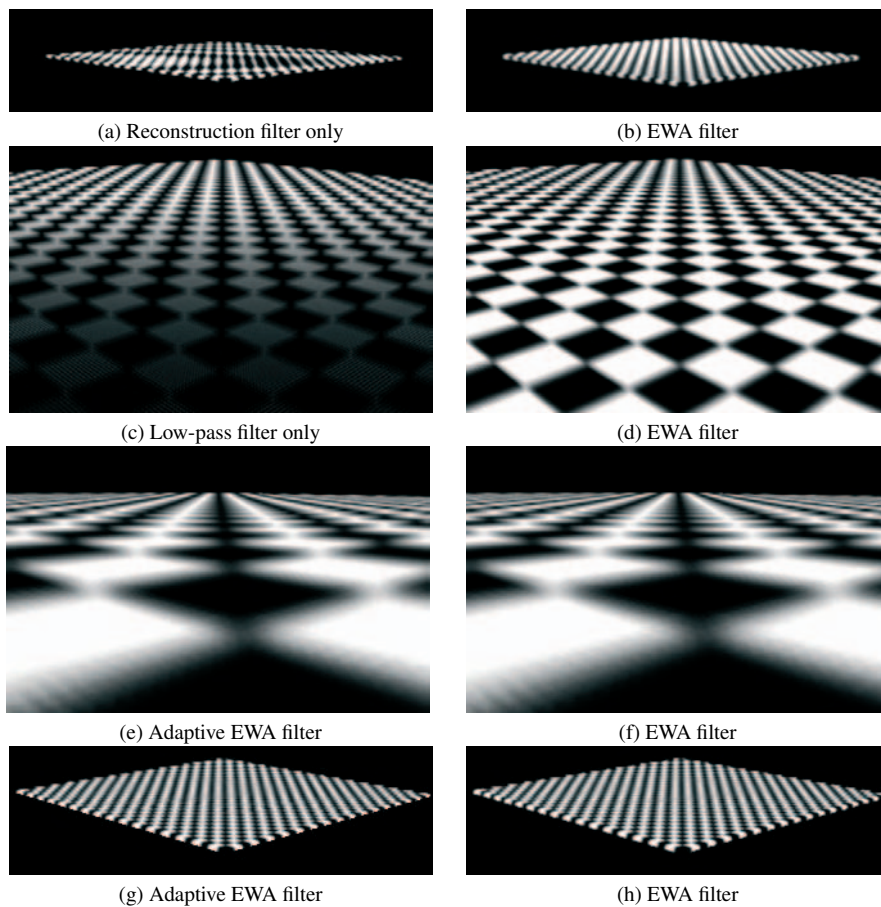 (a) Reconstruction filter only
(b) EWA filter
(c) Low-pass filter only
(d) EWA filter
(e) Adaptive EWA filter
(f) EWA filter
(g) Adaptive EWA filter
(h) EWA filter